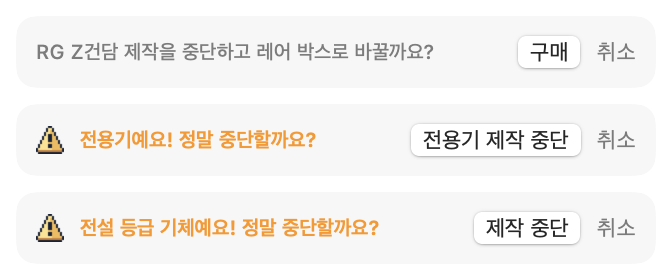 RG Z건담 제작을 중단하고 레어 박스로 바꿀까요? 구매 취소
전용기예요! 정말 중단할까요? 전용기 제작 중단 취소
전설 등급 기체예요! 정말 중단할까요? 제작 중단 취소